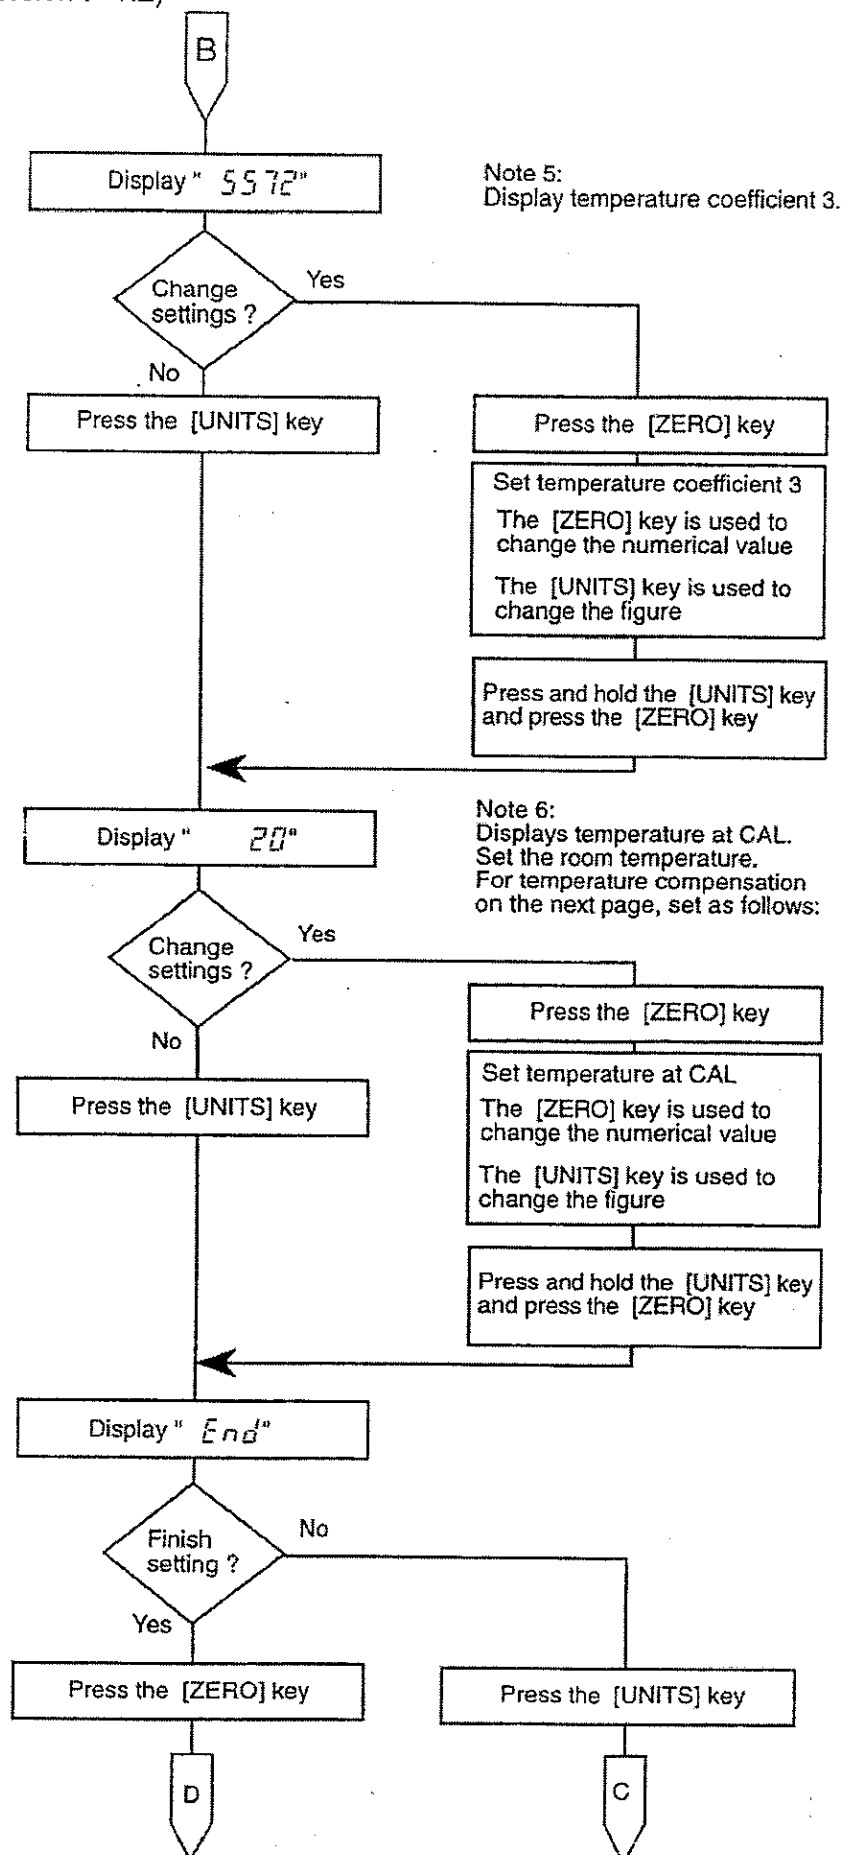 B
Display " 5572"
Note 5:
Display temperature coefficient 3.
Change
settings ?
Yes
No
Press the [UNITS] key
Press the [ZERO] key
Set temperature coefficient 3
The [ZERO] key is used to
change the numerical value
The [UNITS] key is used to
change the figure
Press and hold the [UNITS] key
and press the [ZERO] key
Display " 20"
Note 6:
Displays temperature at CAL.
Set the room temperature.
For temperature compensation
on the next page, set as follows:
Change
settings ?
Yes
No
Press the [UNITS] key
Press the [ZERO] key
Set temperature at CAL
The [ZERO] key is used to
change the numerical value
The [UNITS] key is used to
change the figure
Press and hold the [UNITS] key
and press the [ZERO] key
Display " End"
Finish
setting ?
No
Yes
Press the [ZERO] key
Press the [UNITS] key
D
C